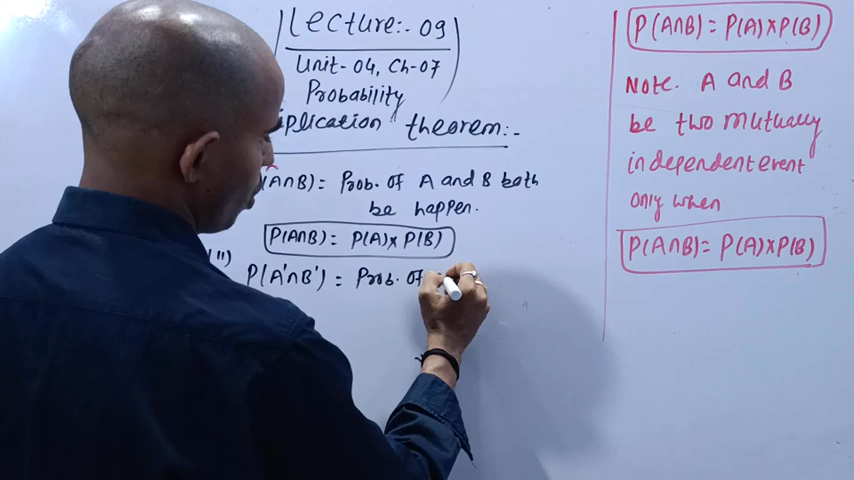 Lecture:- 09
Unit- 04, Ch-07
Probability
theorem:-
(A∩B) = Prob. of A and B both
be happen.
P(A∩B) = P(A)×P(B)
P(A'∩B') = Prob. of
P(A∩B) = P(A)×P(B)
Note. A and B
be two mutually
independent event
only when
P(A∩B) = P(A)×P(B)